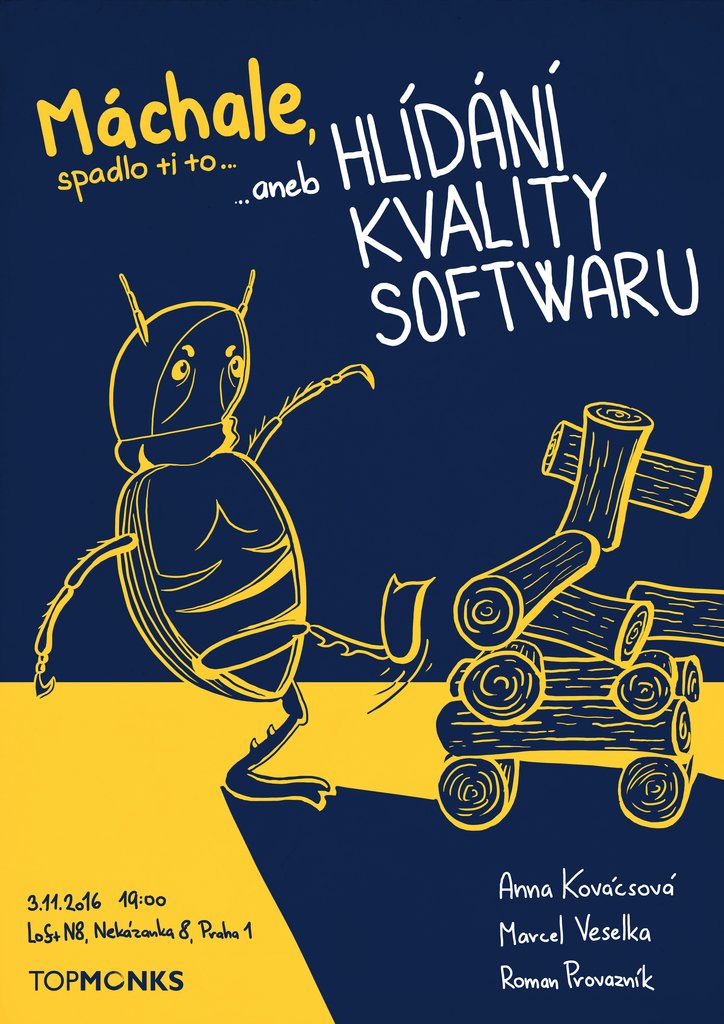 Máchale,
spadlo ti to...
...aneb HLÍDÁNÍ
KVALITY
SOFTWARU
3.11.2016 19:00
Loft N8, Nekázanka 8, Praha 1
TOPMONKS
Anna Kovácsová
Marcel Veselka
Roman Provazník